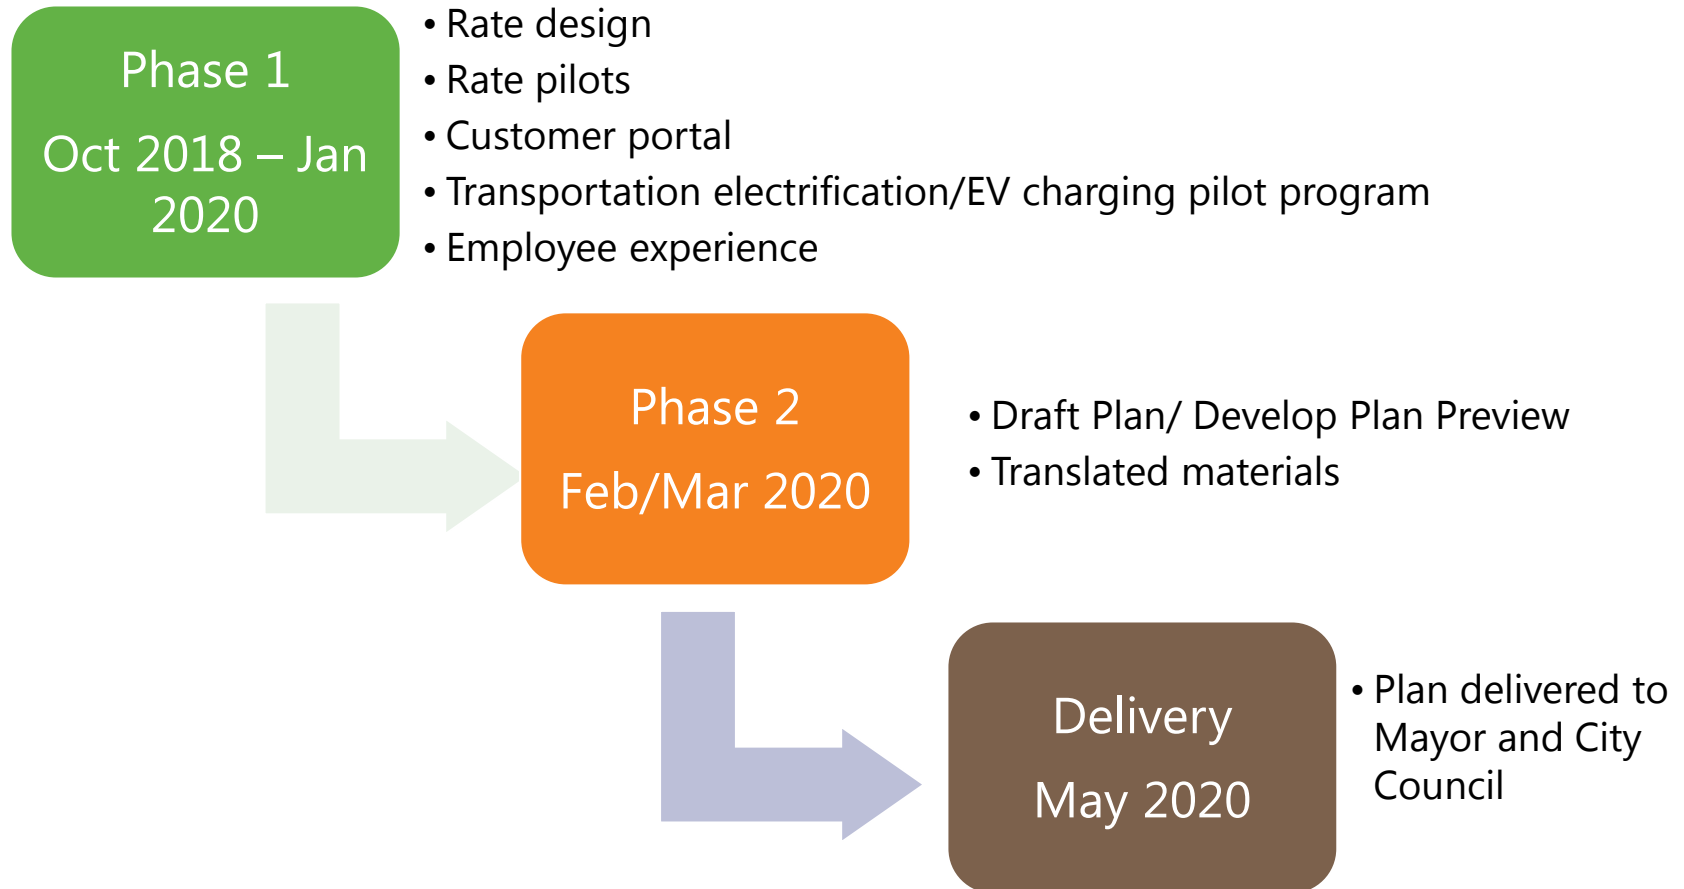 Phase 1
Oct 2018 – Jan
2020
• Rate design
• Rate pilots
• Customer portal
• Transportation electrification/EV charging pilot program
• Employee experience
Phase 2
Feb/Mar 2020
• Draft Plan/ Develop Plan Preview
• Translated materials
Delivery
May 2020
• Plan delivered to
Mayor and City
Council